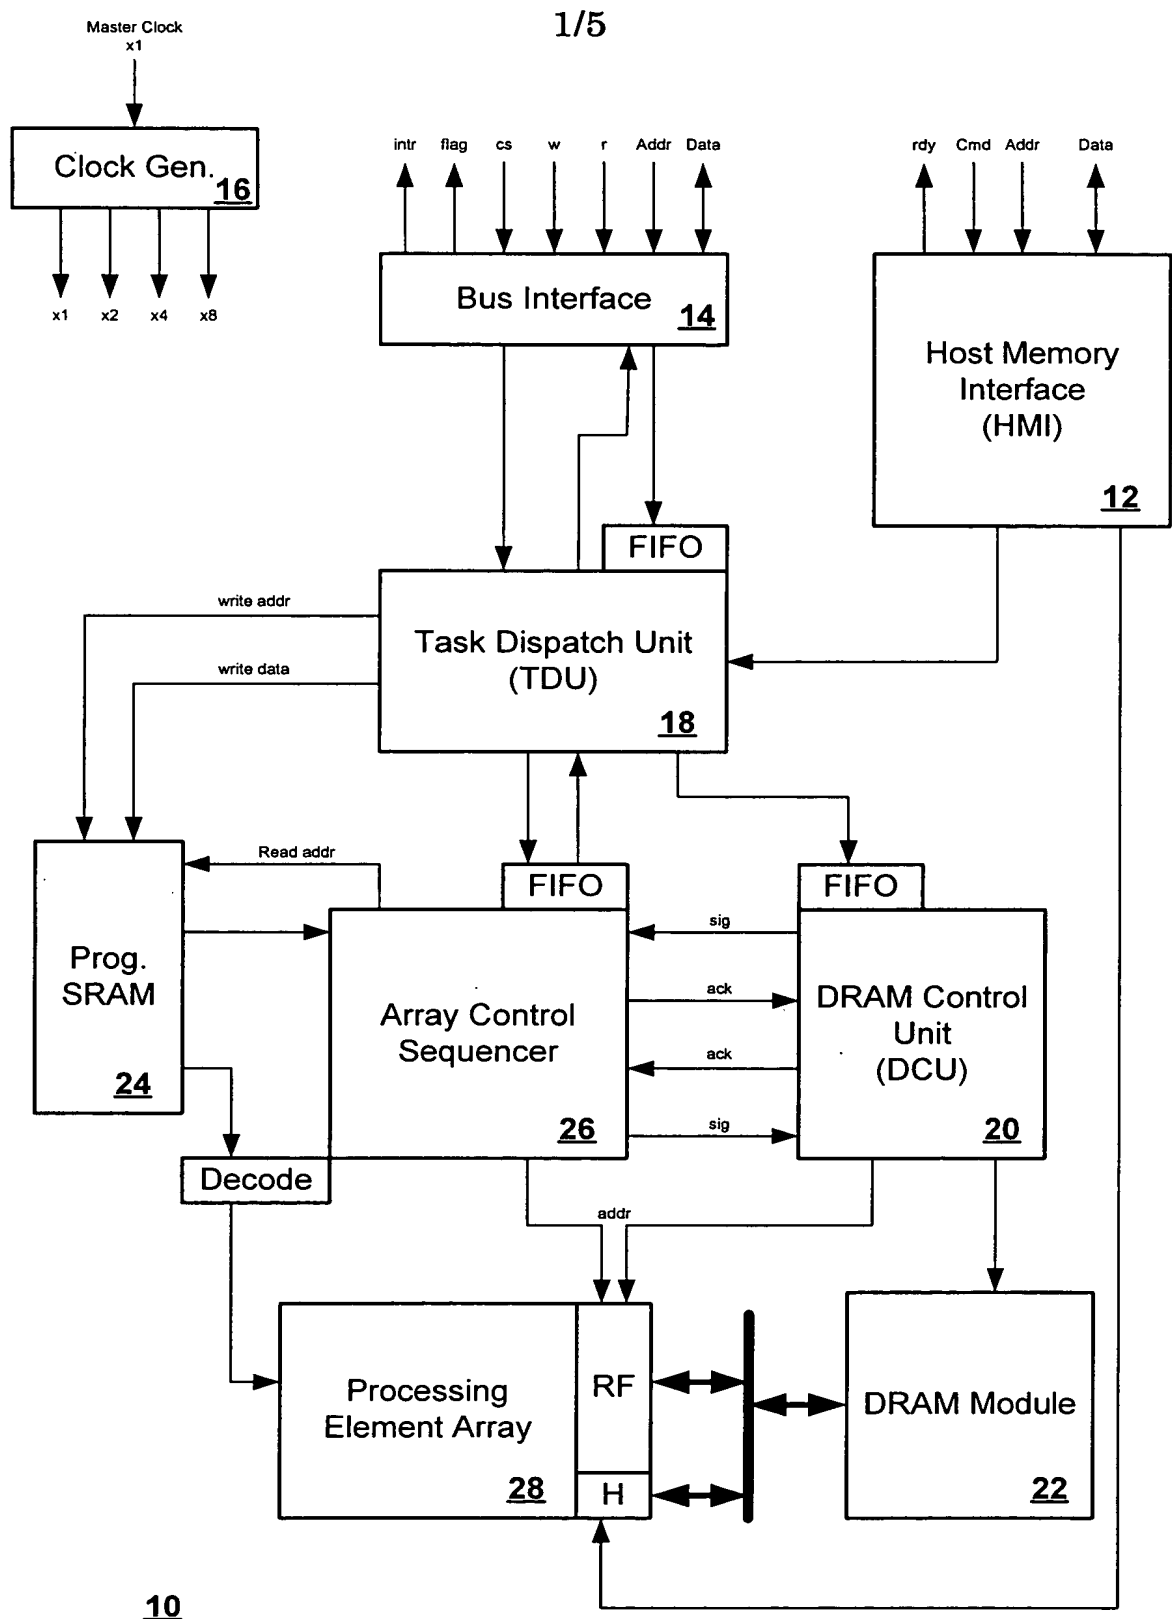 1/5
Master Clock
x1
Clock Gen.
16
x1 x2 x4 x8
intr flag cs w r Addr Data
Bus Interface
14
rdy Cmd Addr Data
Host Memory
Interface
(HMI)
12
FIFO
write addr
write data
Task Dispatch Unit
(TDU)
18
Read addr
FIFO
FIFO
Prog.
SRAM
24
Array Control
Sequencer
26
sig
ack
ack
sig
DRAM Control
Unit
(DCU)
20
Decode
addr
Processing
Element Array
28
RF
H
DRAM Module
22
10